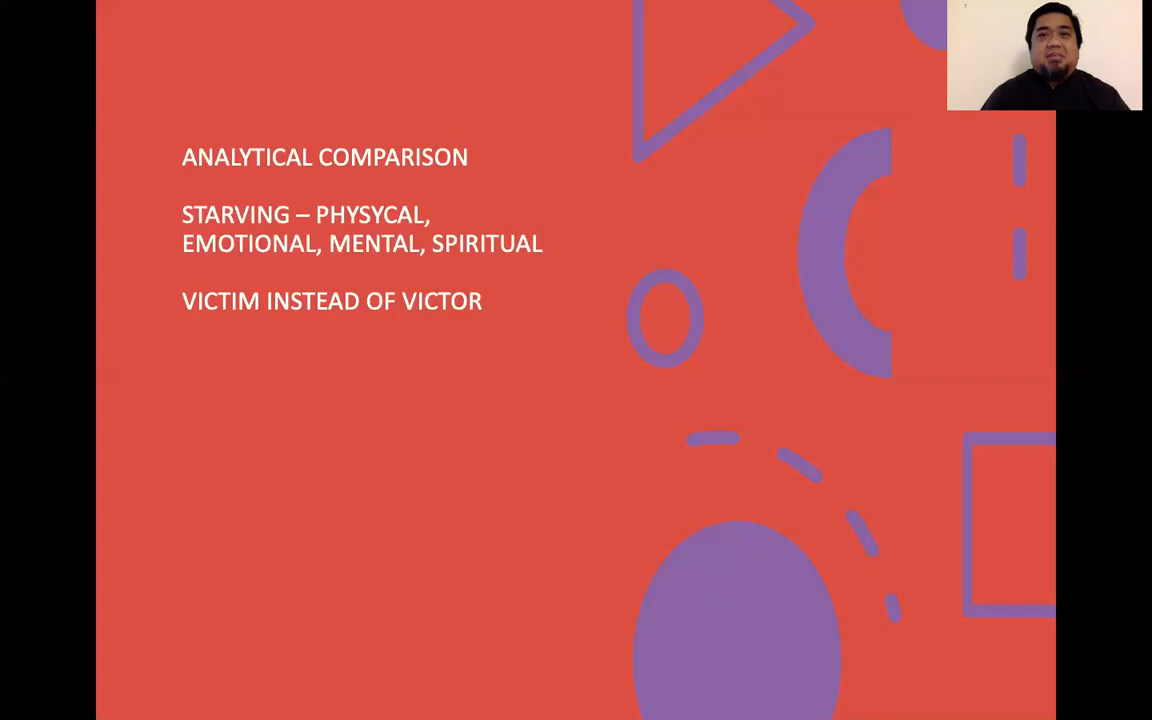 ANALYTICAL COMPARISON
STARVING – PHYSYCAL,
EMOTIONAL, MENTAL, SPIRITUAL
VICTIM INSTEAD OF VICTOR